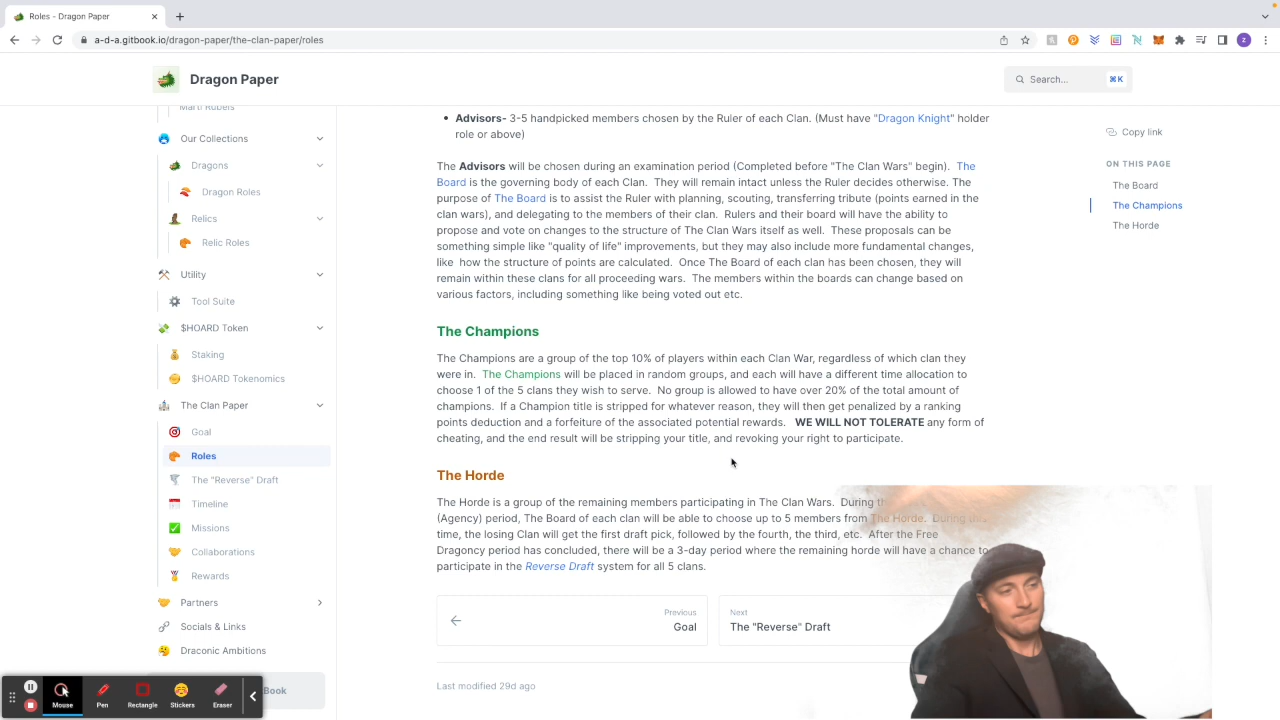 Roles - Dragon Paper
a-d-a.gitbook.io/dragon-paper/the-clan-paper/roles
Dragon Paper
Search...
⌘K
Our Collections
Dragons
Dragon Roles
Relics
Relic Roles
Utility
Tool Suite
$HOARD Token
Staking
$HOARD Tokenomics
The Clan Paper
Goal
Roles
The "Reverse" Draft
Timeline
Missions
Collaborations
Rewards
Partners
Socials & Links
Draconic Ambitions
Book
Mouse
Pen
Rectangle
Stickers
Eraser
• Advisors- 3-5 handpicked members chosen by the Ruler of each Clan. (Must have "Dragon Knight" holder
role or above)
The Advisors will be chosen during an examination period (Completed before "The Clan Wars" begin). The
Board is the governing body of each Clan. They will remain intact unless the Ruler decides otherwise. The
purpose of The Board is to assist the Ruler with planning, scouting, transferring tribute (points earned in the
clan wars), and delegating to the members of their clan. Rulers and their board will have the ability to
propose and vote on changes to the structure of The Clan Wars itself as well. These proposals can be
something simple like "quality of life" improvements, but they may also include more fundamental changes,
like how the structure of points are calculated. Once The Board of each clan has been chosen, they will
remain within these clans for all proceeding wars. The members within the boards can change based on
various factors, including something like being voted out etc.
The Champions
The Champions are a group of the top 10% of players within each Clan War, regardless of which clan they
were in. The Champions will be placed in random groups, and each will have a different time allocation to
choose 1 of the 5 clans they wish to serve. No group is allowed to have over 20% of the total amount of
champions. If a Champion title is stripped for whatever reason, they will then get penalized by a ranking
points deduction and a forfeiture of the associated potential rewards. WE WILL NOT TOLERATE any form of
cheating, and the end result will be stripping your title, and revoking your right to participate.
The Horde
The Horde is a group of the remaining members participating in The Clan Wars. During
(Agency) period, The Board of each clan will be able to choose up to 5 members from The Horde. During
time, the losing Clan will get the first draft pick, followed by the fourth, the third, etc. After the Free
Dragoncy period has concluded, there will be a 3-day period where the remaining horde will have a chance to
participate in the Reverse Draft system for all 5 clans.
Previous
Goal
Next
The "Reverse" Draft
Last modified 29d ago
Copy link
ON THIS PAGE
The Board
The Champions
The Horde